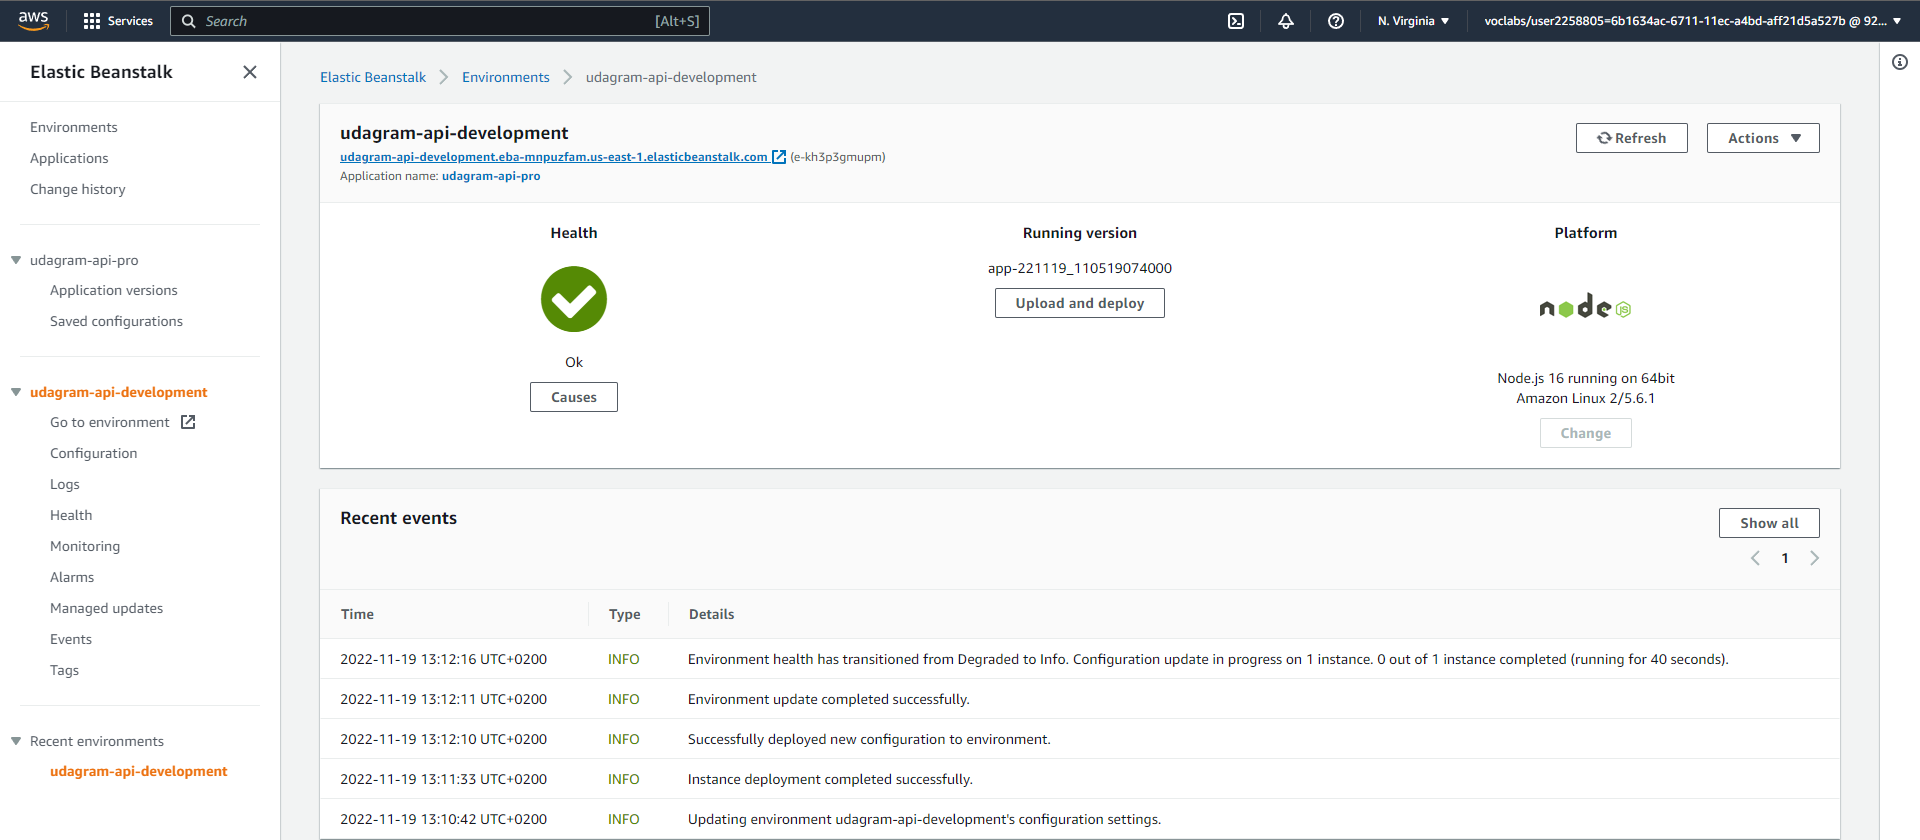 aws
Services
Search
[Alt+S]
N. Virginia
voclabs/user2258805=6b1634ac-6711-11ec-a4bd-aff21d5a527b @ 92...
Elastic Beanstalk
Environments
Applications
Change history
udagram-api-pro
Application versions
Saved configurations
udagram-api-development
Go to environment
Configuration
Logs
Health
Monitoring
Alarms
Managed updates
Events
Tags
Recent environments
udagram-api-development
Elastic Beanstalk
Environments
udagram-api-development
udagram-api-development
udagram-api-development.eba-mnpuzfam.us-east-1.elasticbeanstalk.com (e-kh3p3gmupm)
Application name: udagram-api-pro
Refresh
Actions
Health
Ok
Causes
Running version
app-221119_110519074000
Upload and deploy
Platform
node
JS
Node.js 16 running on 64bit
Amazon Linux 2/5.6.1
Change
Recent events
Show all
1
Time Type Details
2022-11-19 13:12:16 UTC+0200 INFO Environment health has transitioned from Degraded to Info. Configuration update in progress on 1 instance. 0 out of 1 instance completed (running for 40 seconds).
2022-11-19 13:12:11 UTC+0200 INFO Environment update completed successfully.
2022-11-19 13:12:10 UTC+0200 INFO Successfully deployed new configuration to environment.
2022-11-19 13:11:33 UTC+0200 INFO Instance deployment completed successfully.
2022-11-19 13:10:42 UTC+0200 INFO Updating environment udagram-api-development's configuration settings.